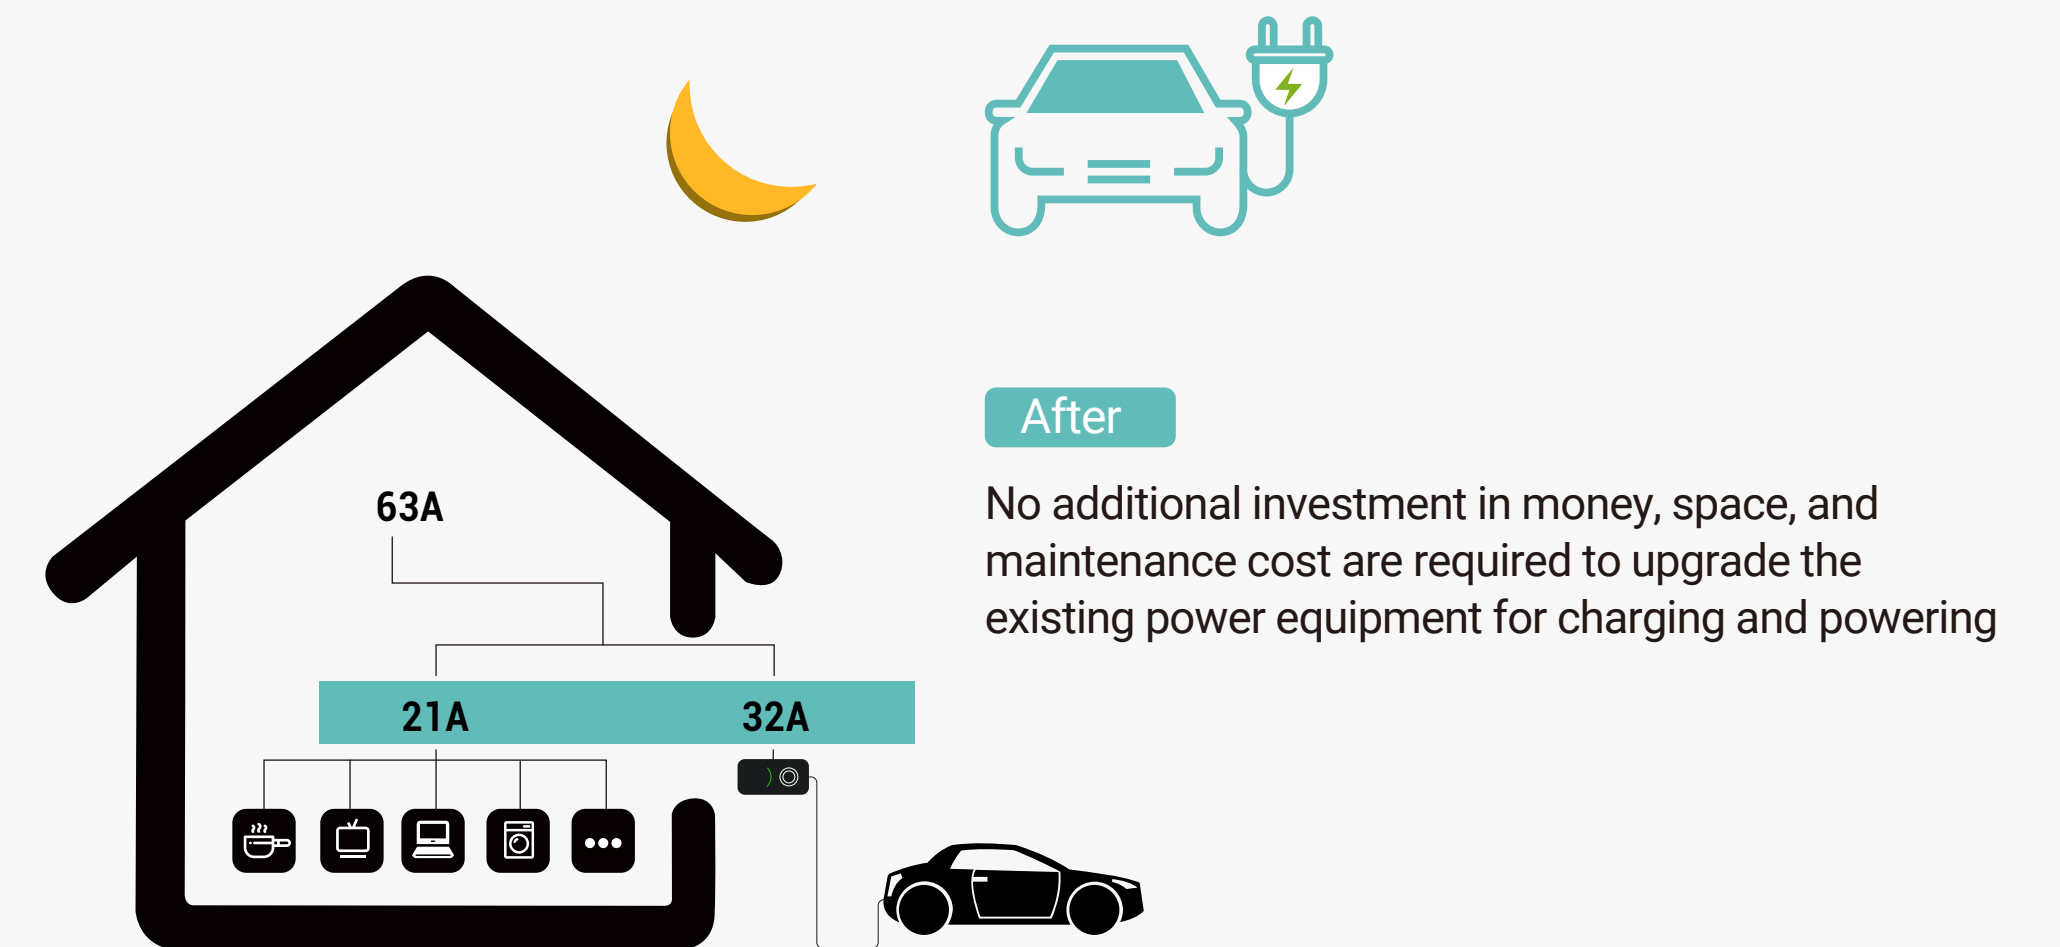 After
No additional investment in money, space, and
maintenance cost are required to upgrade the
existing power equipment for charging and powering
63A
21A
32A